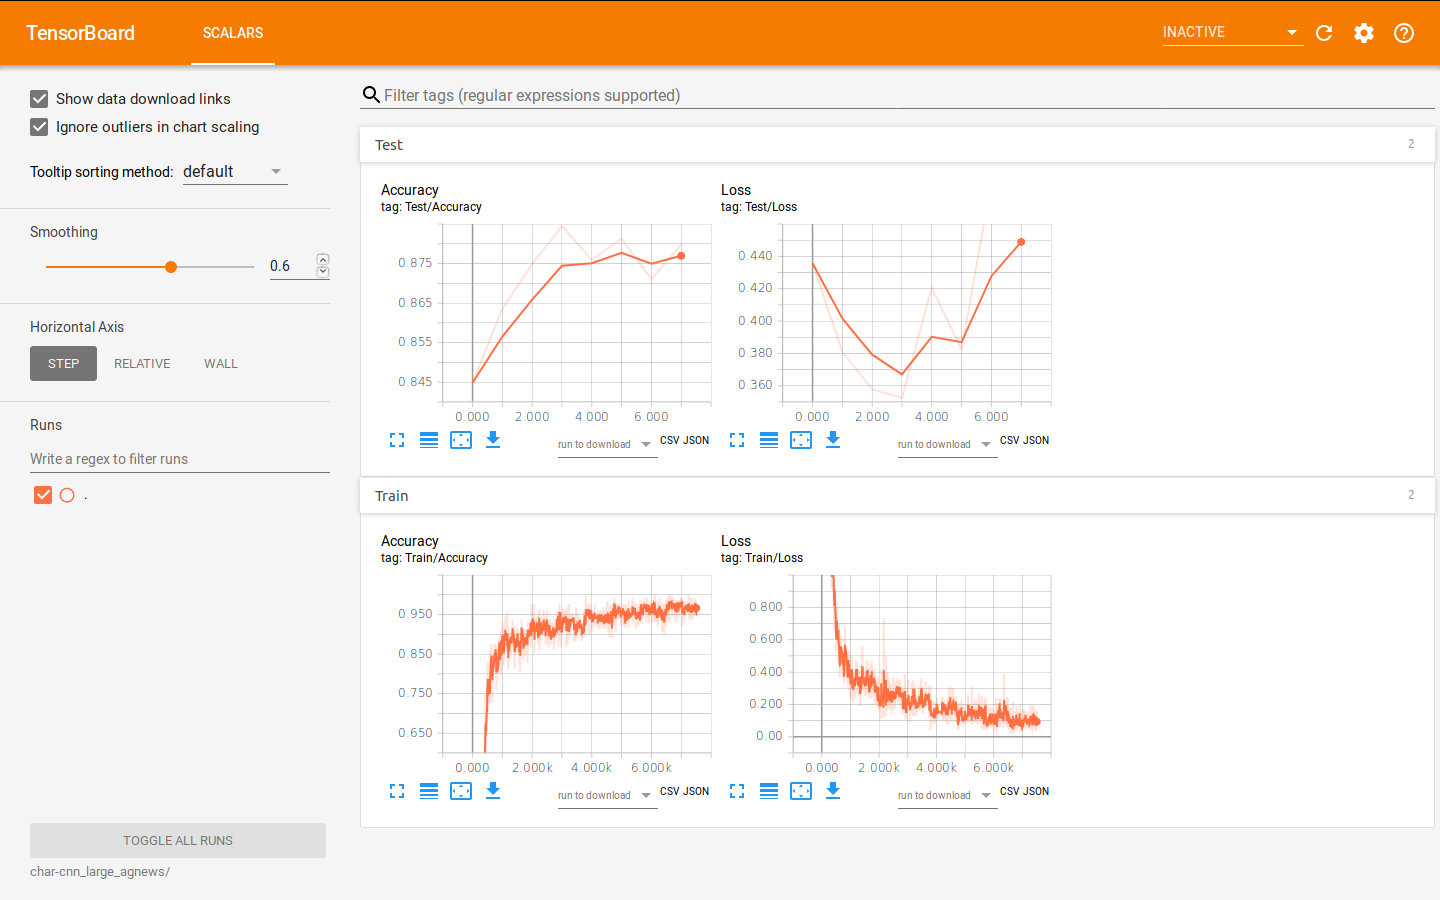 TensorBoard SCALARS INACTIVE
Show data download links
Ignore outliers in chart scaling
Tooltip sorting method: default
Smoothing
0.6
Horizontal Axis
STEP RELATIVE WALL
Runs
Write a regex to filter runs
.
TOGGLE ALL RUNS
char-cnn_large_agnews/
Filter tags (regular expressions supported)
Test 2
Accuracy
tag: Test/Accuracy
0.875
0.865
0.855
0.845
0.000 2.000 4.000 6.000
run to download CSV JSON
Loss
tag: Test/Loss
0.440
0.420
0.400
0.380
0.360
0.000 2.000 4.000 6.000
run to download CSV JSON
Train 2
Accuracy
tag: Train/Accuracy
0.950
0.850
0.750
0.650
0.000 2.000k 4.000k 6.000k
run to download CSV JSON
Loss
tag: Train/Loss
0.800
0.600
0.400
0.200
0.00
0.000 2.000k 4.000k 6.000k
run to download CSV JSON